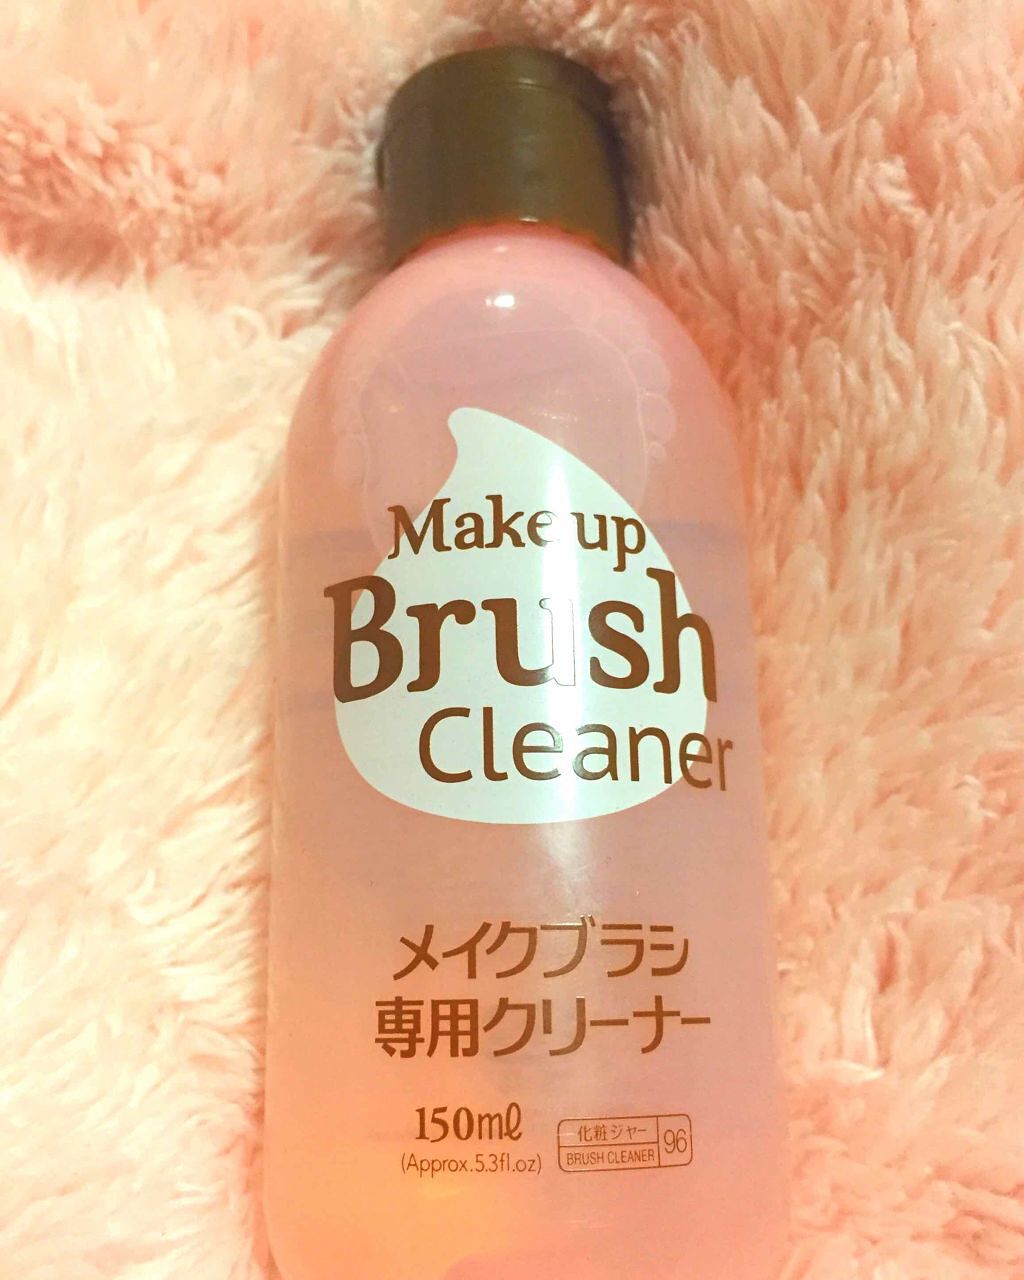 Make up
Brush
Cleaner
メイクブラシ
専用クリーナー
150ml
(Approx.5.3fl.oz)
化粧ジャー
BRUSH CLEANER
96